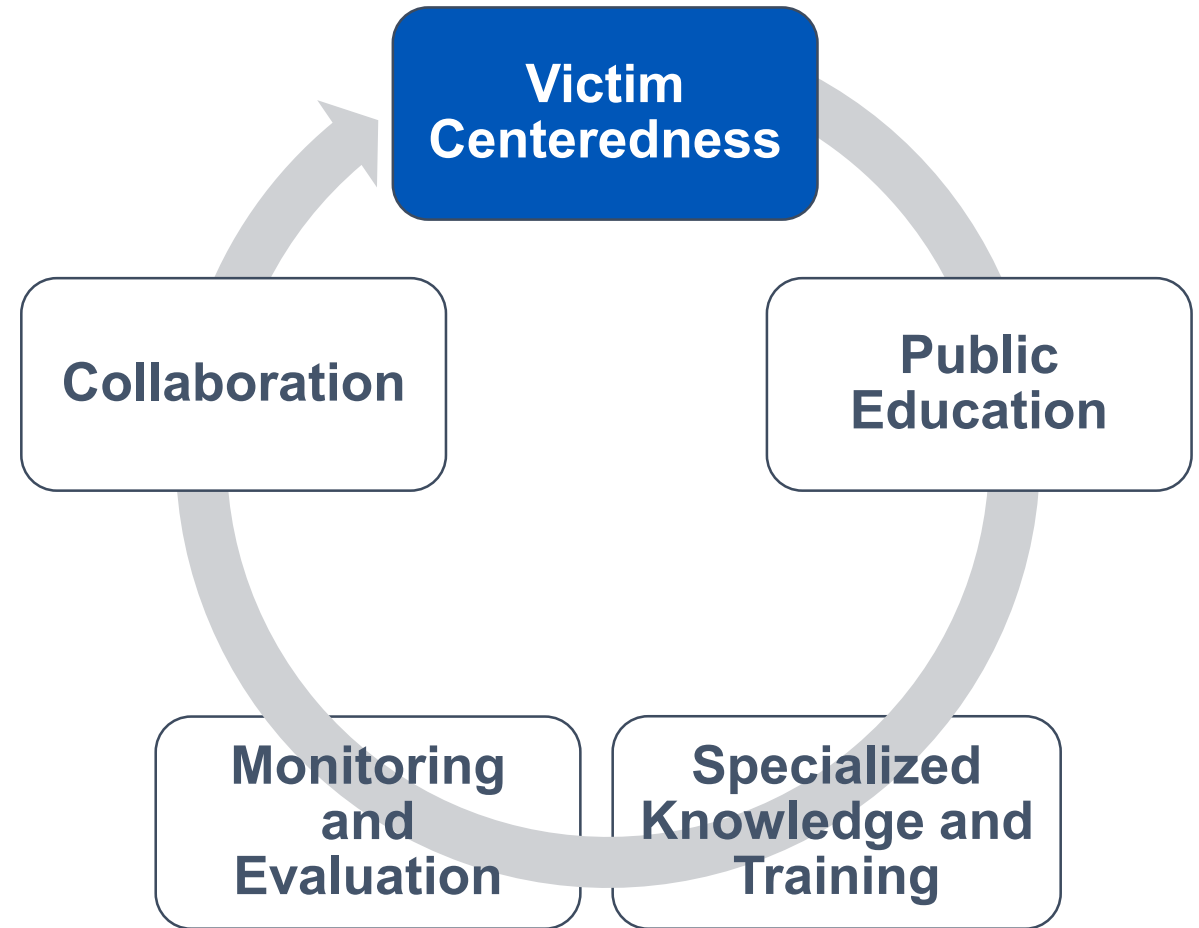 Victim
Centeredness
Public
Education
Specialized
Knowledge and
Training
Monitoring
and
Evaluation
Collaboration